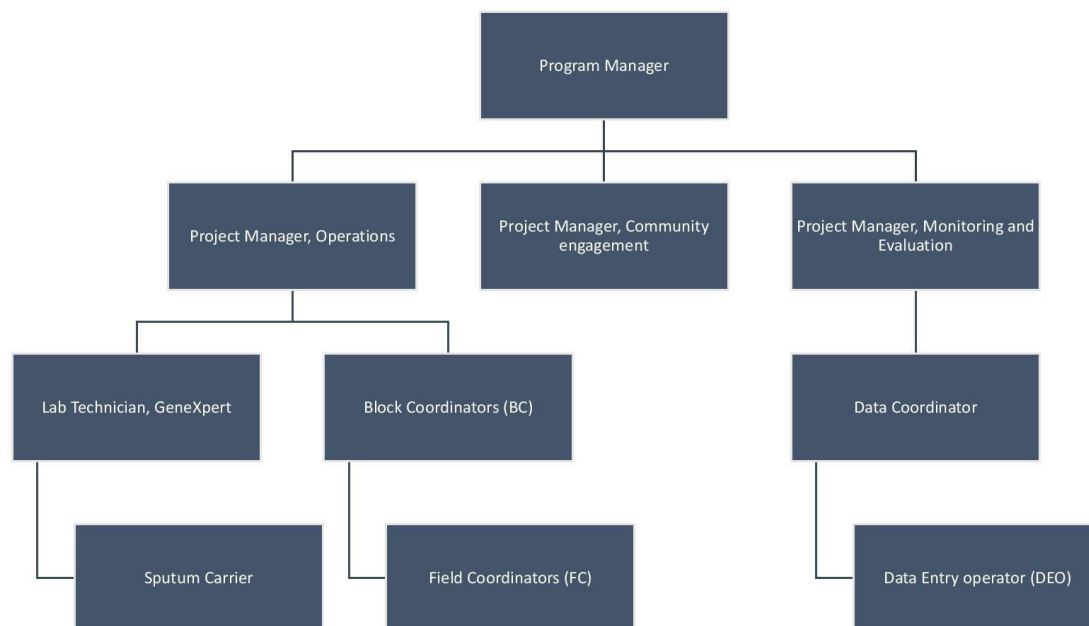 Program Manager
Project Manager, Operations
Project Manager, Community
engagement
Project Manager, Monitoring and
Evaluation
Lab Technician, GeneXpert
Block Coordinators (BC)
Data Coordinator
Sputum Carrier
Field Coordinators (FC)
Data Entry operator (DEO)